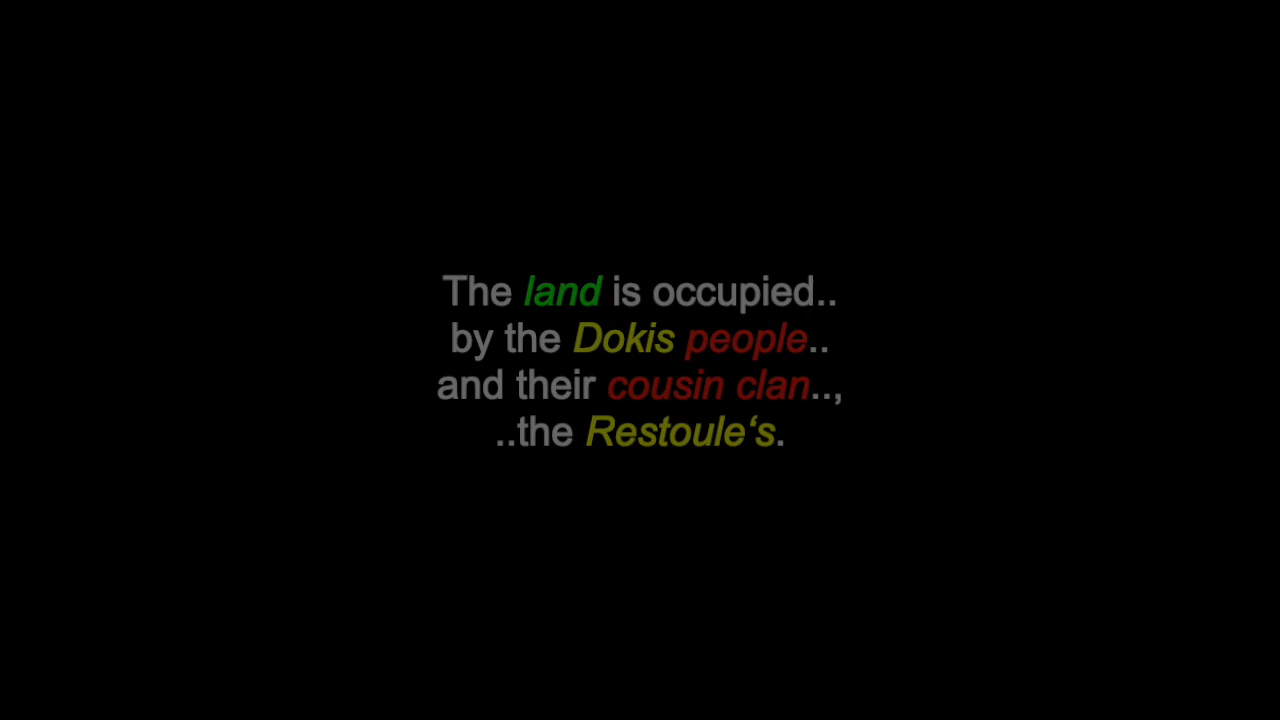 The land is occupied..
by the Dokis people..
and their cousin clan..,
..the Restoule‘s.